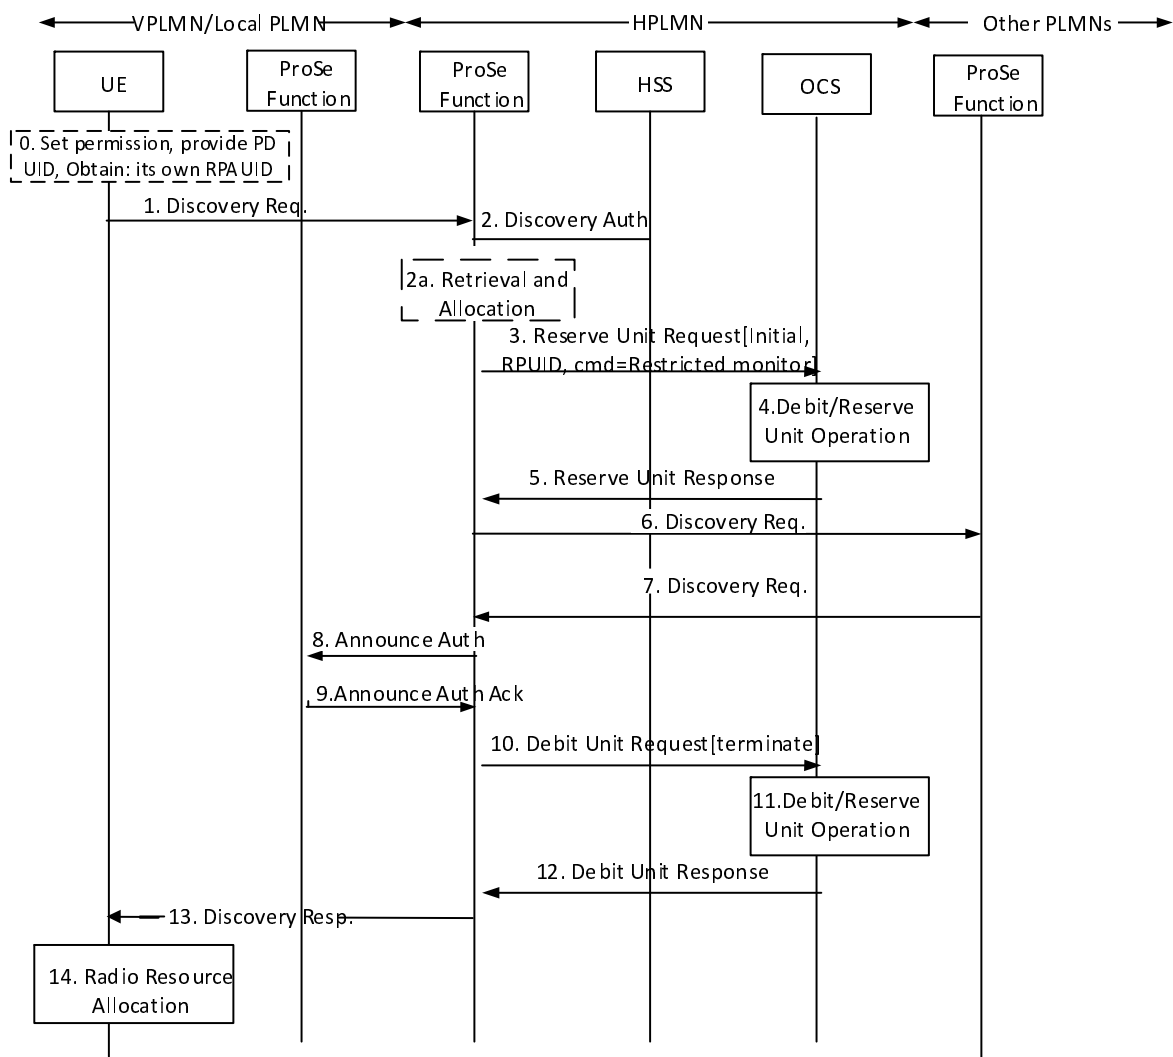 VPLMN/Local PLMN
HPLMN
Other PLMNs
UE
ProSe
Function
ProSe
Function
HSS
OCS
ProSe
Function
0. Set permission, provide PD
UID, Obtain: its own RPAUID
1. Discovery Req.
2. Discovery Auth
2a. Retrieval and
Allocation
3. Reserve Unit Request[Initial,
RPUID, cmd=Restricted monitor]
4.Debit/Reserve
Unit Operation
5. Reserve Unit Response
6. Discovery Req.
7. Discovery Req.
8. Announce Auth
9.Announce Auth Ack
10. Debit Unit Request[terminate]
11.Debit/Reserve
Unit Operation
12. Debit Unit Response
13. Discovery Resp.
14. Radio Resource
Allocation